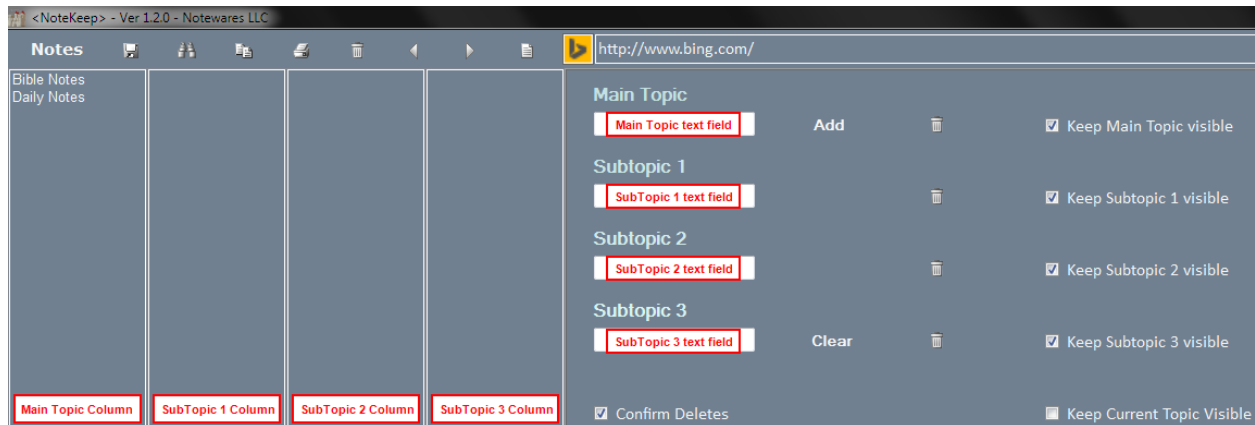 <NoteKeep> - Ver 1.2.0 - Notewares LLC
Notes
http://www.bing.com/
Bible Notes
Daily Notes
Main Topic
Main Topic text field
Add
Keep Main Topic visible
Subtopic 1
SubTopic 1 text field
Keep Subtopic 1 visible
Subtopic 2
SubTopic 2 text field
Keep Subtopic 2 visible
Subtopic 3
SubTopic 3 text field
Clear
Keep Subtopic 3 visible
Main Topic Column
SubTopic 1 Column
SubTopic 2 Column
SubTopic 3 Column
Confirm Deletes
Keep Current Topic Visible